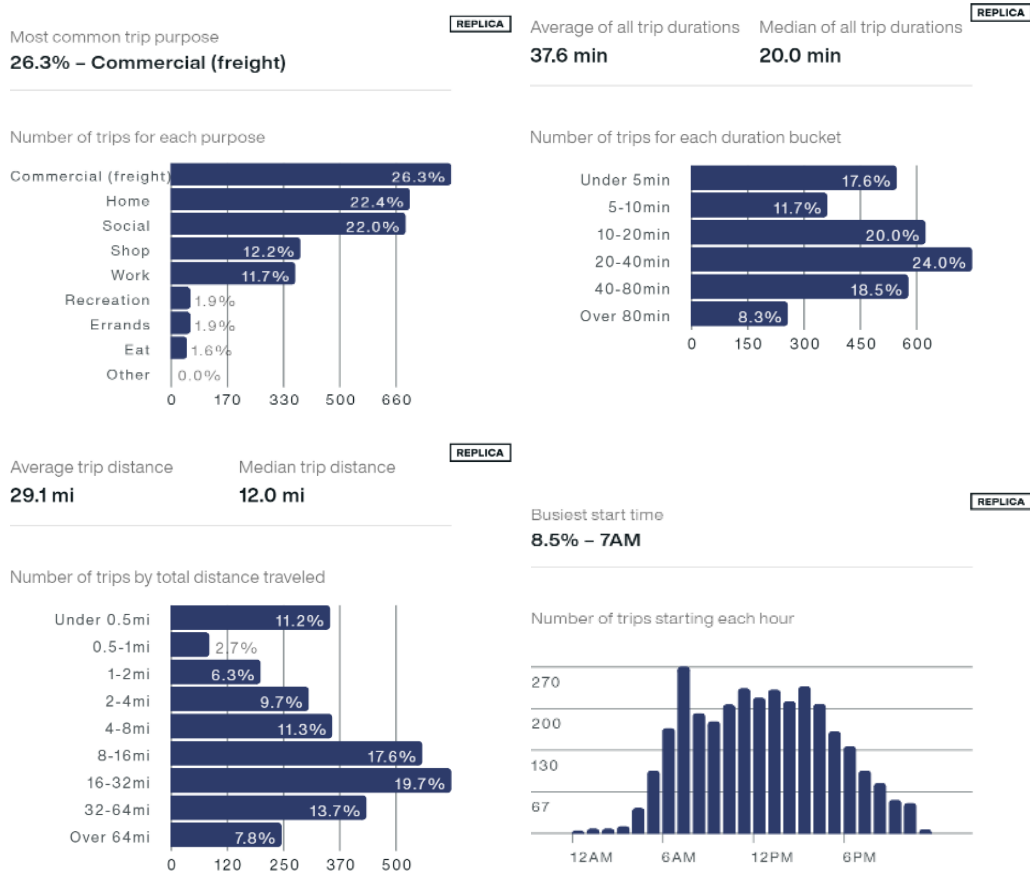 REPLICA
Most common trip purpose
26.3% – Commercial (freight)
Number of trips for each purpose
Commercial (freight) 26.3%
Home 22.4%
Social 22.0%
Shop 12.2%
Work 11.7%
Recreation 1.9%
Errands 1.9%
Eat 1.6%
Other 0.0%
0 170 330 500 660
REPLICA
Average of all trip durations Median of all trip durations
37.6 min 20.0 min
Number of trips for each duration bucket
Under 5min 17.6%
5-10min 11.7%
10-20min 20.0%
20-40min 24.0%
40-80min 18.5%
Over 80min 8.3%
0 150 300 450 600
REPLICA
Average trip distance Median trip distance
29.1 mi 12.0 mi
Number of trips by total distance traveled
Under 0.5mi 11.2%
0.5-1mi 2.7%
1-2mi 6.3%
2-4mi 9.7%
4-8mi 11.3%
8-16mi 17.6%
16-32mi 19.7%
32-64mi 13.7%
Over 64mi 7.8%
0 120 250 370 500
REPLICA
Busiest start time
8.5% – 7AM
Number of trips starting each hour
270
200
130
67
12AM 6AM 12PM 6PM